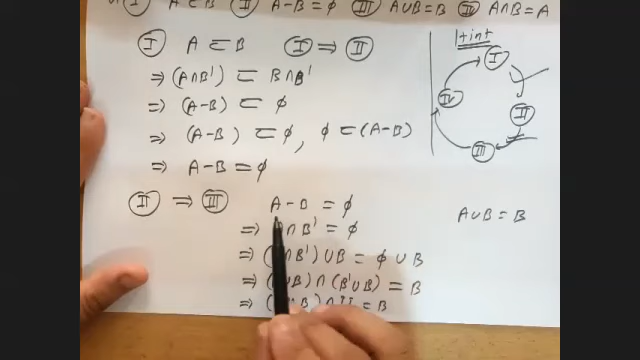 (I) A ⊂ B (II) A - B = ϕ (III) A ∪ B = B (IV) A ∩ B = A
(I) A ⊂ B (I) ⇒ (II)
⇒ (A ∩ B') ⊂ B ∩ B'
⇒ (A - B) ⊂ ϕ
⇒ (A - B) ⊂ ϕ, ϕ ⊂ (A - B)
⇒ A - B = ϕ
Hint
(I)
(II)
(III)
(IV)
(II) ⇒ (III) A - B = ϕ
⇒ ∩ B' = ϕ
⇒ ( ∩ B') ∪ B = ϕ ∪ B
⇒ ( ∪ B) ∩ (B' ∪ B) = B
⇒ ( B) ∩ = B
A ∪ B = B